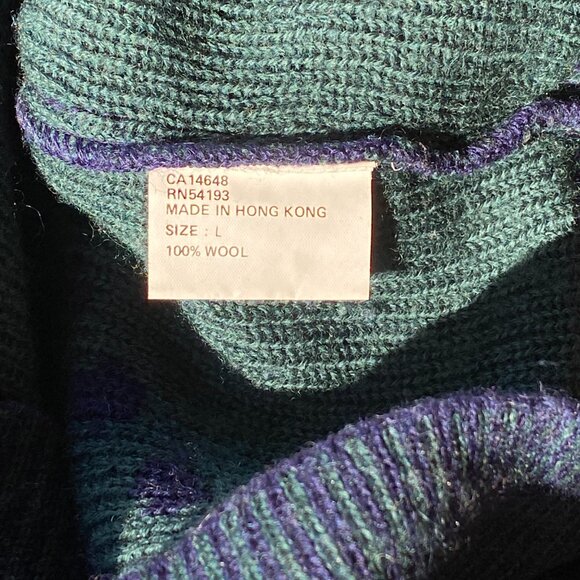 CA14648
RN54193
MADE IN HONG KONG
SIZE : L
100% WOOL